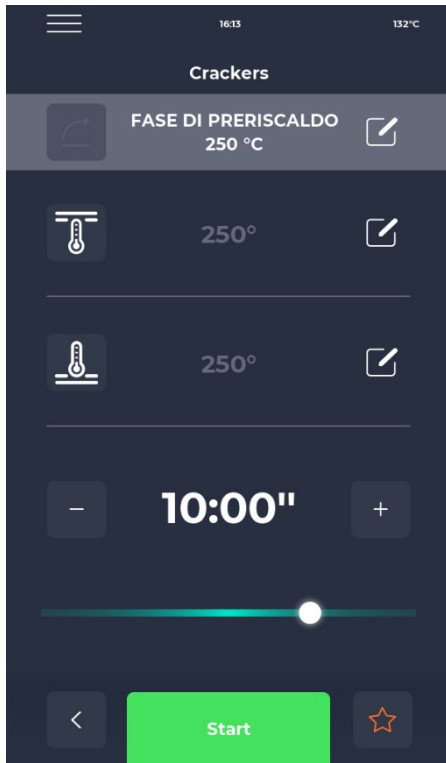 16:13
132°C
Crackers
FASE DI PRERISCALDO
250 °C
250°
250°
− 10:00" +
Start